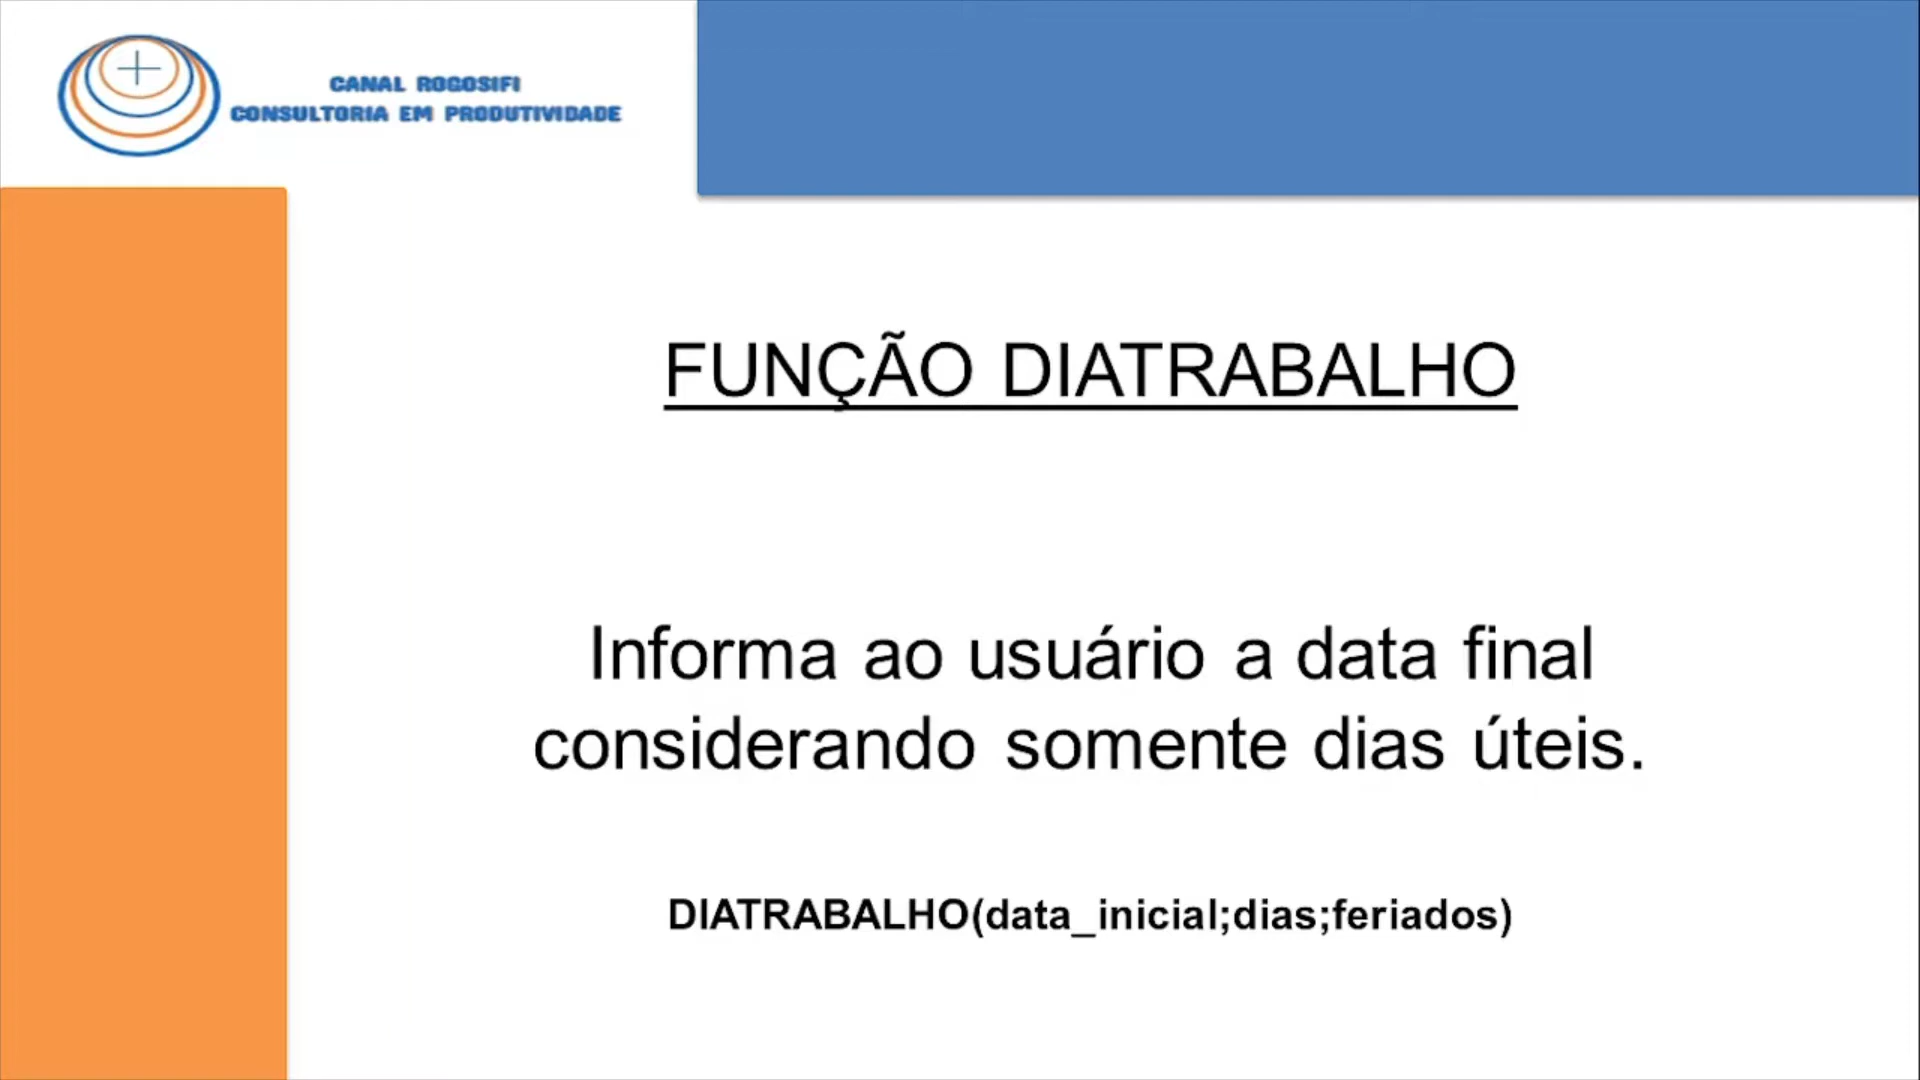 CANAL ROGOSIFI
CONSULTORIA EM PRODUTIVIDADE
FUNÇÃO DIATRABALHO
Informa ao usuário a data final
considerando somente dias úteis.
DIATRABALHO(data_inicial;dias;feriados)